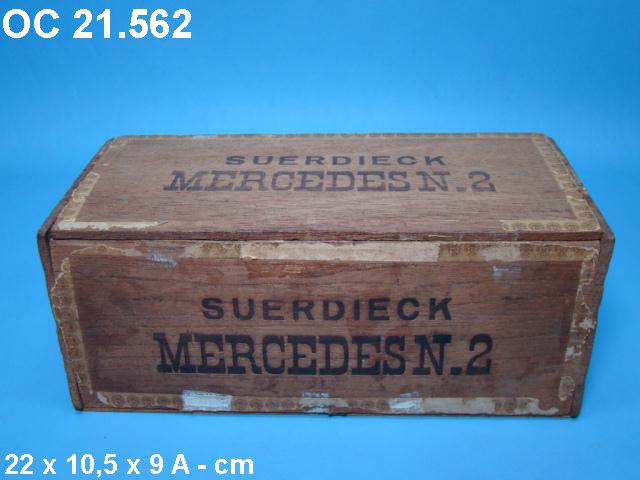 OC 21.562
SUERDIECK
MERCEDES N.2
SUERDIECK
MERCEDES N.2
22 x 10,5 x 9 A - cm